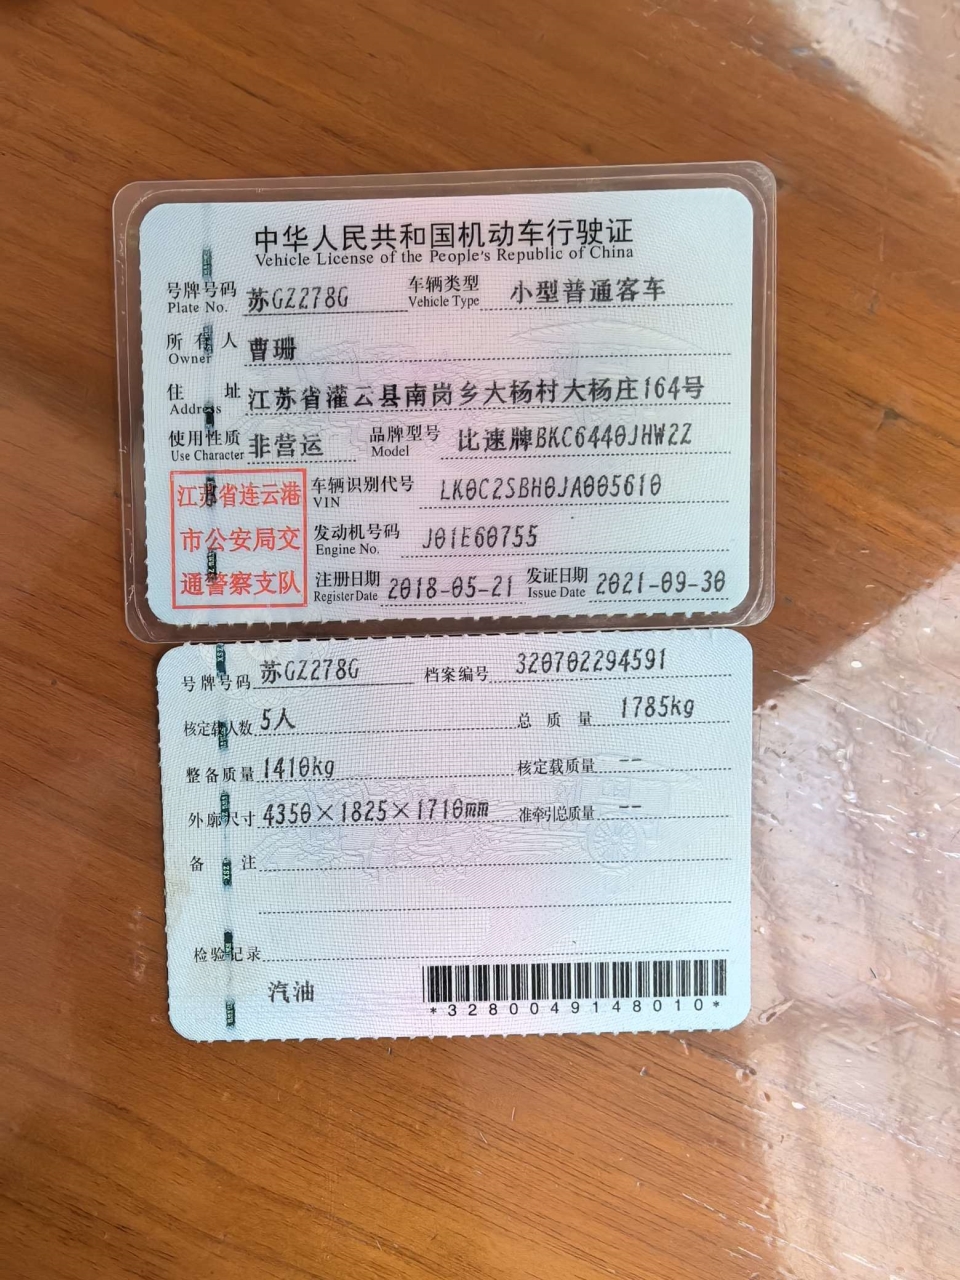 中华人民共和国机动车行驶证
Vehicle License of the People's Republic of China
号牌号码 Plate No. 苏GZ278G 车辆类型 Vehicle Type 小型普通客车
所有人 Owner 曹珊
住址 Address 江苏省灌云县南岗乡大杨村大杨庄164号
使用性质 Use Character 非营运 品牌型号 Model 比速牌BKC6440JHW2Z
江苏省连云港
市公安局交
通警察支队
车辆识别代号 VIN LK0C2SBH0JA005610
发动机号码 Engine No. J01E60755
注册日期 Register Date 2018-05-21 发证日期 Issue Date 2021-09-30
号牌号码 苏GZ278G 档案编号 320702294591
核定载人数 5人 总质量 1785kg
整备质量 1410kg 核定载质量 --
外廓尺寸 4350×1825×1710mm 准牵引总质量 --
备注
检验记录
汽油
*3280049148010*